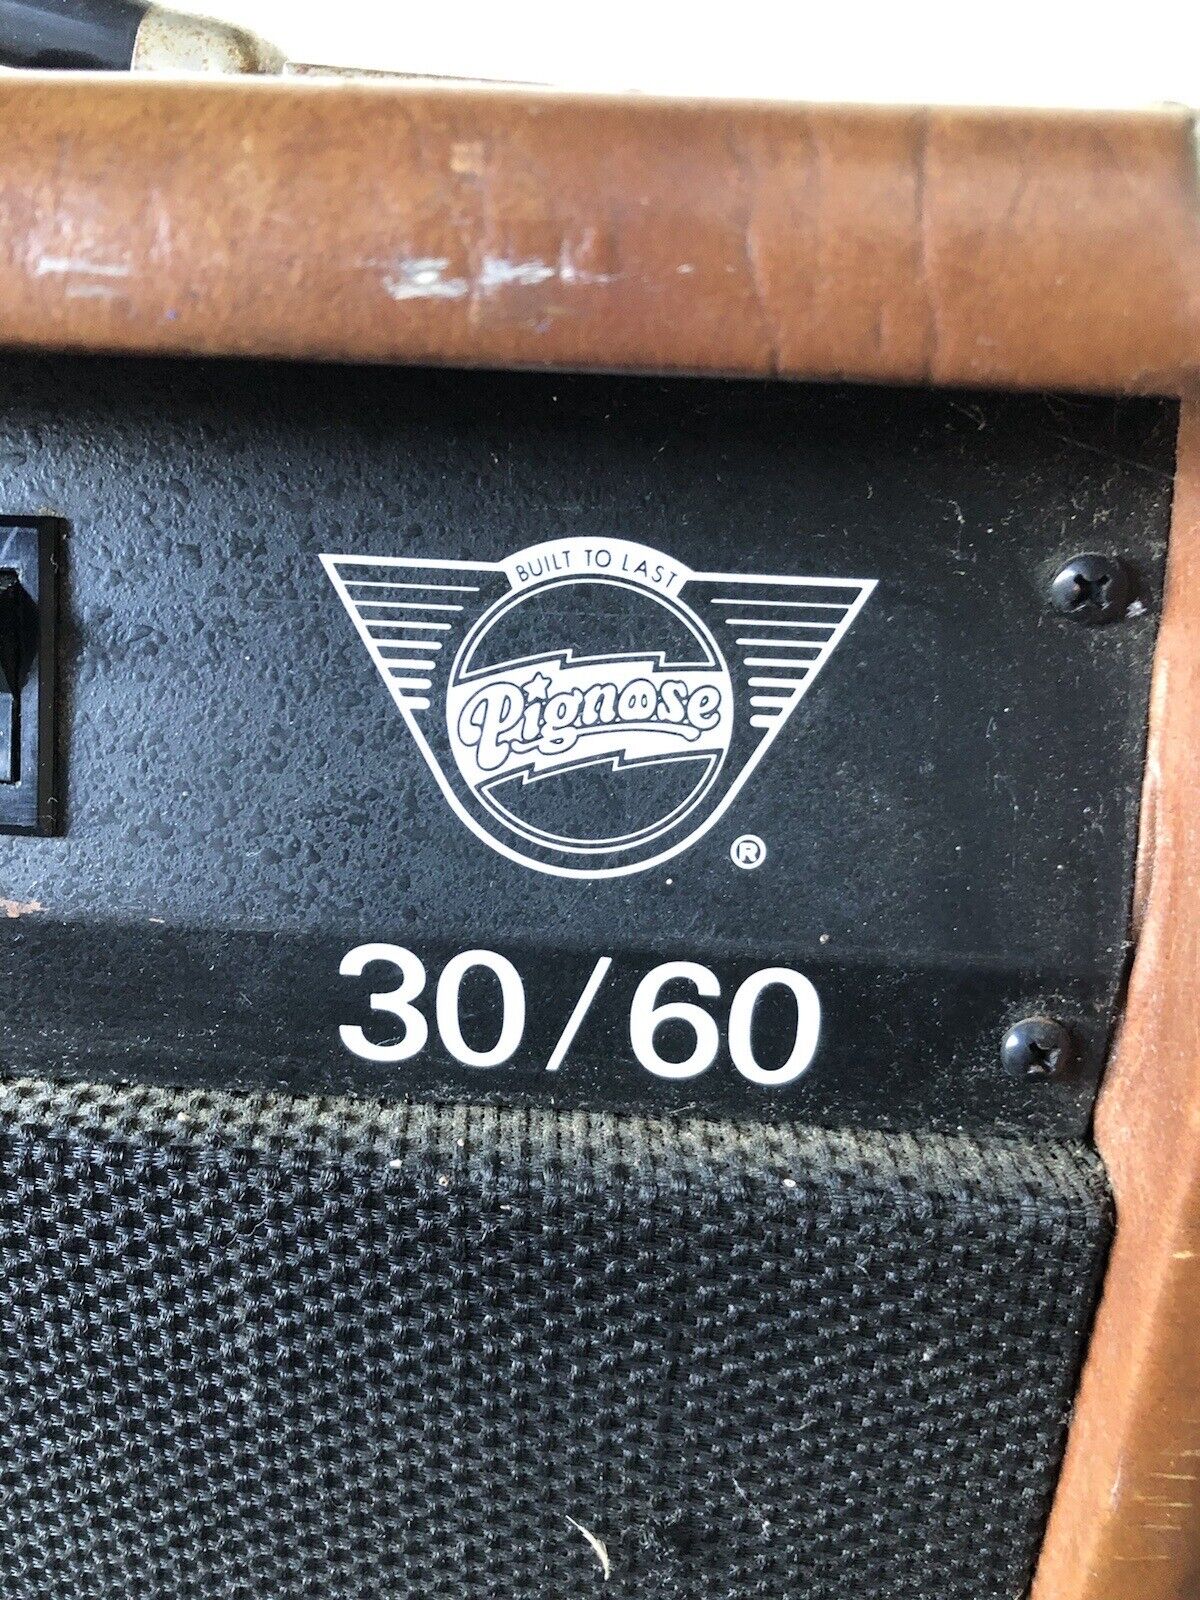 BUILT TO LAST
Pignose
®
30/60